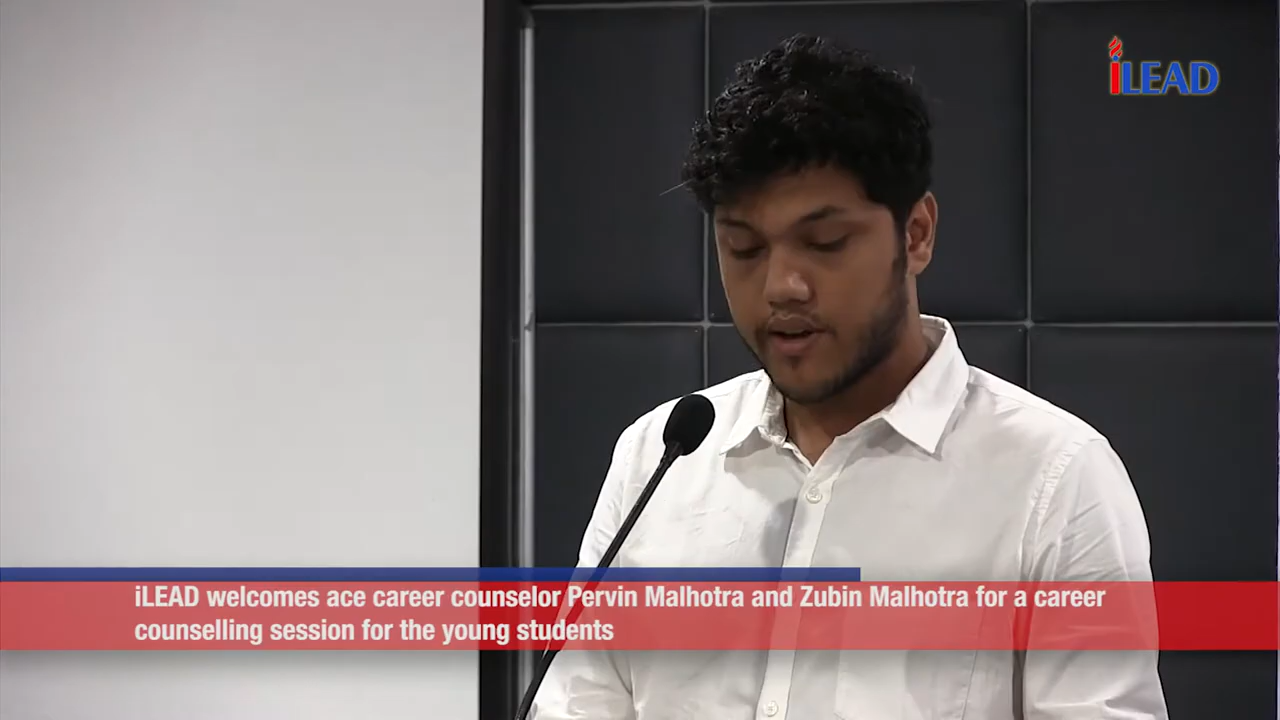 iLEAD
iLEAD welcomes ace career counselor Pervin Malhotra and Zubin Malhotra for a career
counselling session for the young students